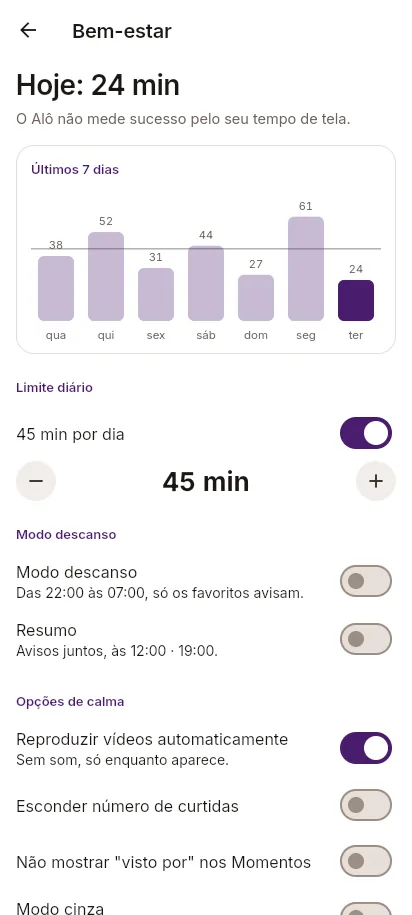 Bem-estar
Hoje: 24 min
O Alô não mede sucesso pelo seu tempo de tela.
Últimos 7 dias
38 52 31 44 27 61 24
qua qui sex sáb dom seg ter
Limite diário
45 min por dia
45 min
Modo descanso
Modo descanso
Das 22:00 às 07:00, só os favoritos avisam.
Resumo
Avisos juntos, às 12:00 · 19:00.
Opções de calma
Reproduzir vídeos automaticamente
Sem som, só enquanto aparece.
Esconder número de curtidas
Não mostrar "visto por" nos Momentos
Modo cinza